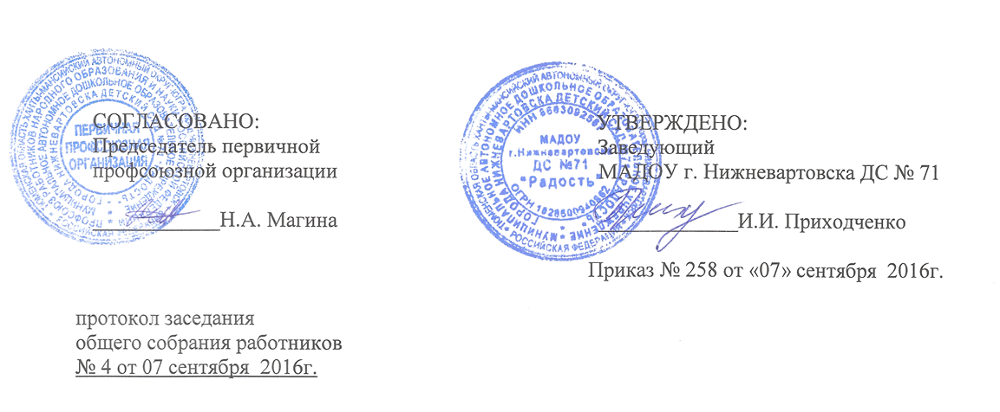 СОГЛАСОВАНО:
Председатель первичной
профсоюзной организации
____________Н.А. Магина
протокол заседания
общего собрания работников
№ 4 от 07 сентября 2016г.
УТВЕРЖДЕНО:
Заведующий
МАДОУ г. Нижневартовска ДС № 71
_____________И.И. Приходченко
Приказ № 258 от «07» сентября 2016г.
ПЕРВИЧНАЯ
ПРОФСОЮЗНАЯ
ОРГАНИЗАЦИЯ
МАДОУ
г.Нижневартовска
ДС №71
"Радость"